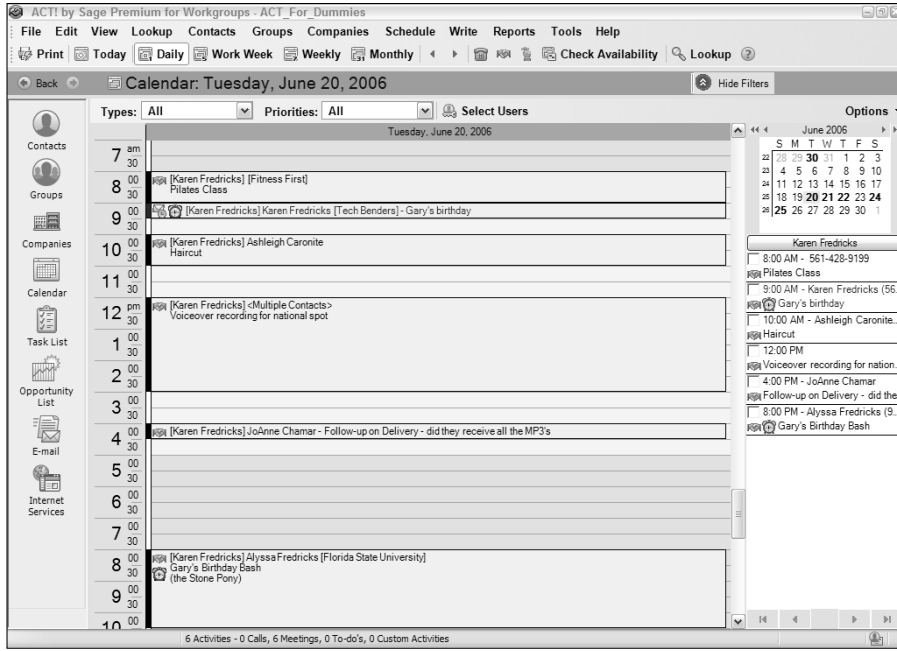 ACT! by Sage Premium for Workgroups - ACT_For_Dummies
File Edit View Lookup Contacts Groups Companies Schedule Write Reports Tools Help
Print Today Daily Work Week Weekly Monthly Check Availability Lookup
Back Calendar: Tuesday, June 20, 2006 Hide Filters
Types: All Priorities: All Select Users Options
Contacts
Groups
Companies
Calendar
Task List
Opportunity
List
E-mail
Internet
Services
Tuesday, June 20, 2006
7 am
30
8 00
30
[Karen Fredricks] [Fitness First]
Pilates Class
9 00
30
[Karen Fredricks] Karen Fredricks [Tech Benders] - Gary's birthday
10 00
30
[Karen Fredricks] Ashleigh Caronite
Haircut
11 00
30
12 pm
30
[Karen Fredricks] <Multiple Contacts>
Voiceover recording for national spot
1 00
30
2 00
30
3 00
30
4 00
30
[Karen Fredricks] JoAnne Chamar - Follow-up on Delivery - did they receive all the MP3's
5 00
30
6 00
30
7 00
30
8 00
30
[Karen Fredricks] Alyssa Fredricks [Florida State University]
Gary's Birthday Bash
(the Stone Pony)
9 00
30
10 00
June 2006
S M T W T F S
22 28 29 30 31 1 2 3
23 4 5 6 7 8 9 10
24 11 12 13 14 15 16 17
25 18 19 20 21 22 23 24
26 25 26 27 28 29 30 1
Karen Fredricks
8:00 AM - 561-428-9199
Pilates Class
9:00 AM - Karen Fredricks (56.
Gary's birthday
10:00 AM - Ashleigh Caronite..
Haircut
12:00 PM
Voiceover recording for nation.
4:00 PM - JoAnne Chamar
Follow-up on Delivery - did the
8:00 PM - Alyssa Fredricks (9..
Gary's Birthday Bash
6 Activities - 0 Calls, 6 Meetings, 0 To-do's, 0 Custom Activities